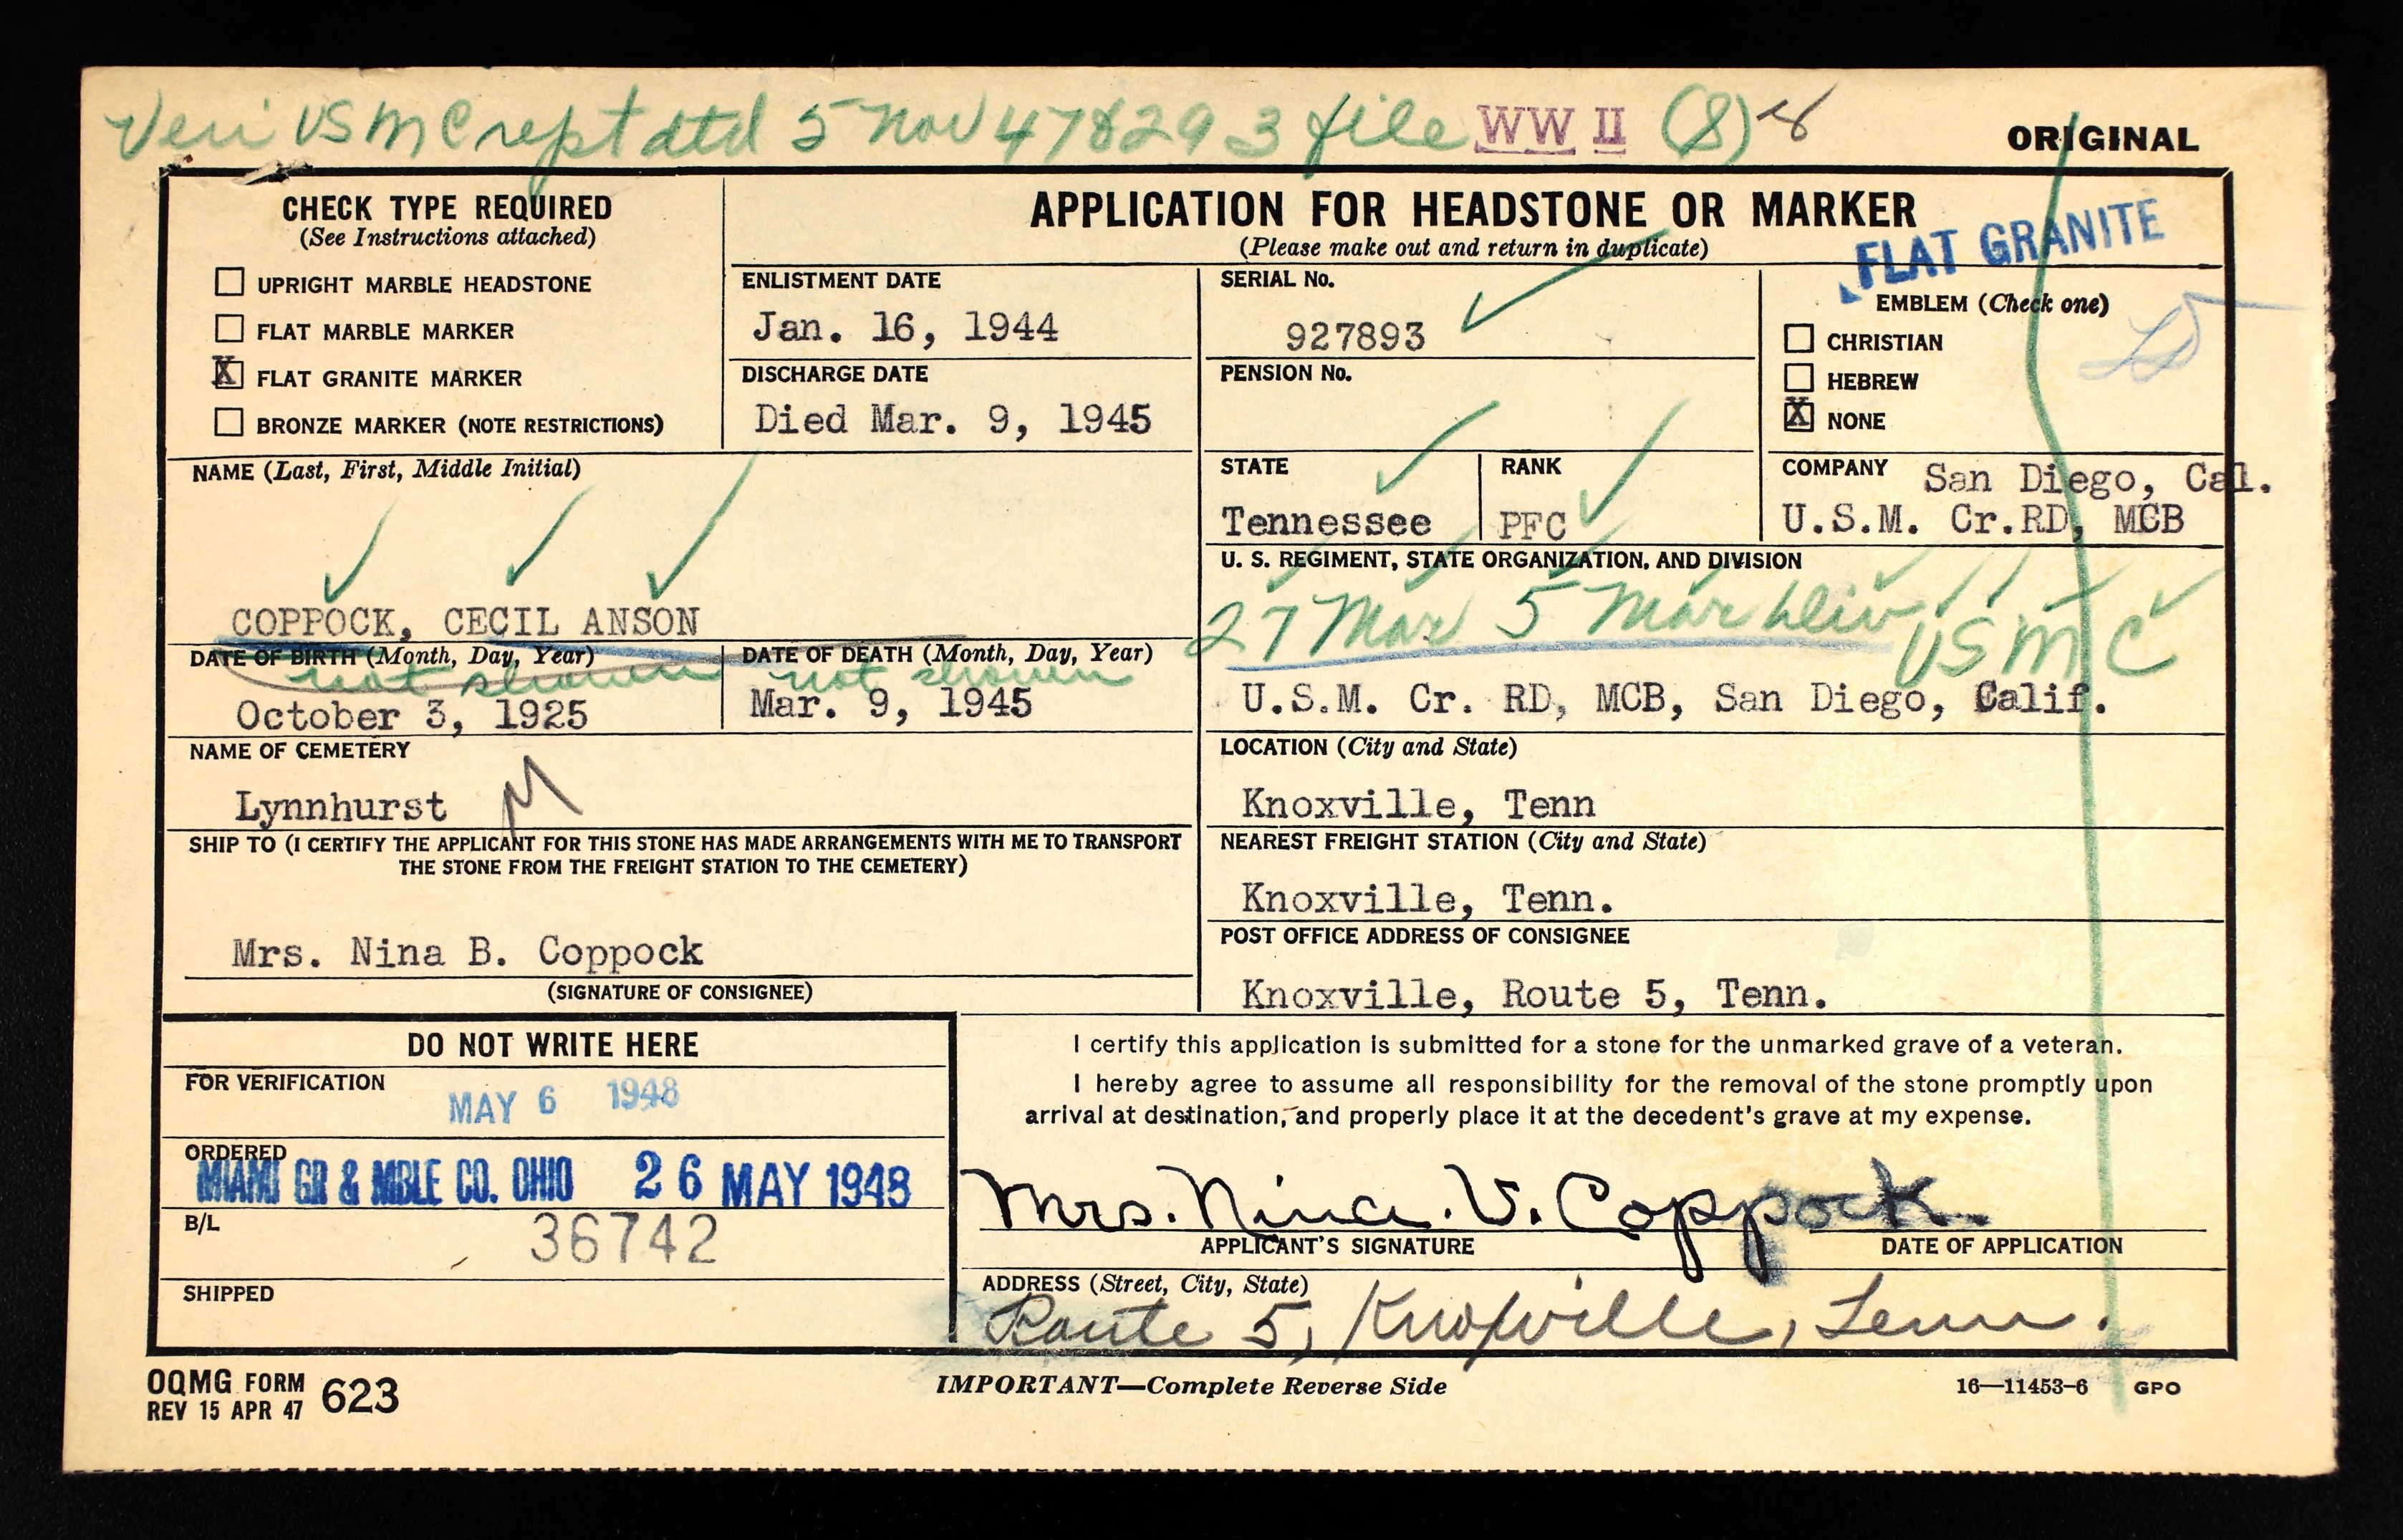 Veri USMC rept dtd 5 Nov 47 8293 file WW II (8)
ORIGINAL
CHECK TYPE REQUIRED
(See Instructions attached)
UPRIGHT MARBLE HEADSTONE
FLAT MARBLE MARKER
X FLAT GRANITE MARKER
BRONZE MARKER (NOTE RESTRICTIONS)
APPLICATION FOR HEADSTONE OR MARKER
(Please make out and return in duplicate)
FLAT GRANITE
ENLISTMENT DATE
Jan. 16, 1944
DISCHARGE DATE
Died Mar. 9, 1945
SERIAL No.
927893
PENSION No.
EMBLEM (Check one)
CHRISTIAN
HEBREW
X NONE
NAME (Last, First, Middle Initial)
COPPOCK, CECIL ANSON
STATE
Tennessee
RANK
PFC
COMPANY San Diego, Cal.
U.S.M. Cr.RD, MCB
U. S. REGIMENT, STATE ORGANIZATION, AND DIVISION
27 Mar 5 Mar Div USMC
U.S.M. Cr. RD, MCB, San Diego, Calif.
DATE OF BIRTH (Month, Day, Year)
not shown
October 3, 1925
DATE OF DEATH (Month, Day, Year)
not shown
Mar. 9, 1945
NAME OF CEMETERY
Lynnhurst M
LOCATION (City and State)
Knoxville, Tenn
SHIP TO (I CERTIFY THE APPLICANT FOR THIS STONE HAS MADE ARRANGEMENTS WITH ME TO TRANSPORT
THE STONE FROM THE FREIGHT STATION TO THE CEMETERY)
Mrs. Nina B. Coppock
(SIGNATURE OF CONSIGNEE)
NEAREST FREIGHT STATION (City and State)
Knoxville, Tenn.
POST OFFICE ADDRESS OF CONSIGNEE
Knoxville, Route 5, Tenn.
DO NOT WRITE HERE
FOR VERIFICATION
MAY 6 1948
ORDERED
MIAMI GR & MBLE CO. OHIO 26 MAY 1948
B/L
36742
SHIPPED
I certify this application is submitted for a stone for the unmarked grave of a veteran.
I hereby agree to assume all responsibility for the removal of the stone promptly upon
arrival at destination, and properly place it at the decedent's grave at my expense.
Mrs. Nina. V. Coppock
APPLICANT'S SIGNATURE
DATE OF APPLICATION
ADDRESS (Street, City, State)
Route 5, Knoxville, Tenn.
OQMG FORM 623
REV 15 APR 47
IMPORTANT—Complete Reverse Side
16—11453-6 GPO